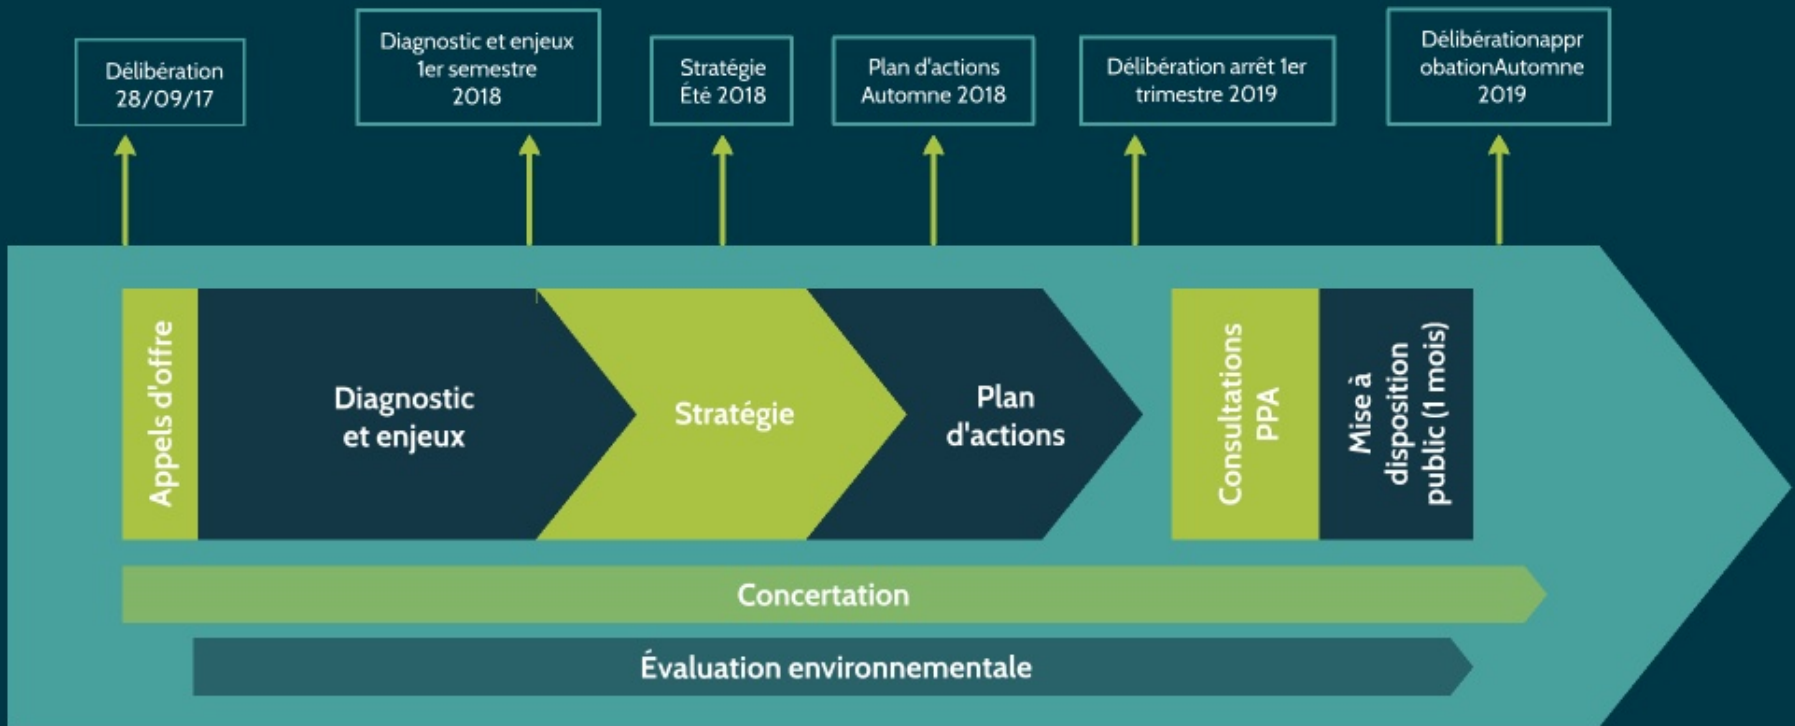 Délibération
28/09/17
Diagnostic et enjeux
1er semestre
2018
Stratégie
Été 2018
Plan d'actions
Automne 2018
Délibération arrêt 1er
trimestre 2019
Délibérationappr
obationAutomne
2019
Appels d'offre
Diagnostic
et enjeux
Stratégie
Plan
d'actions
Consultations
PPA
Mise à
disposition
public (1 mois)
Concertation
Évaluation environnementale